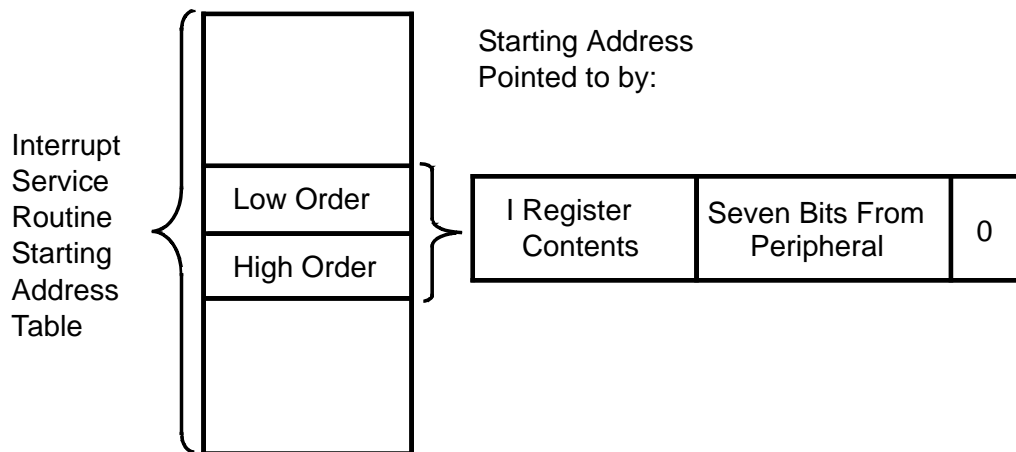 Starting Address
Pointed to by:
Interrupt
Service
Routine
Starting
Address
Table
Low Order
High Order
I Register
Contents
Seven Bits From
Peripheral
0